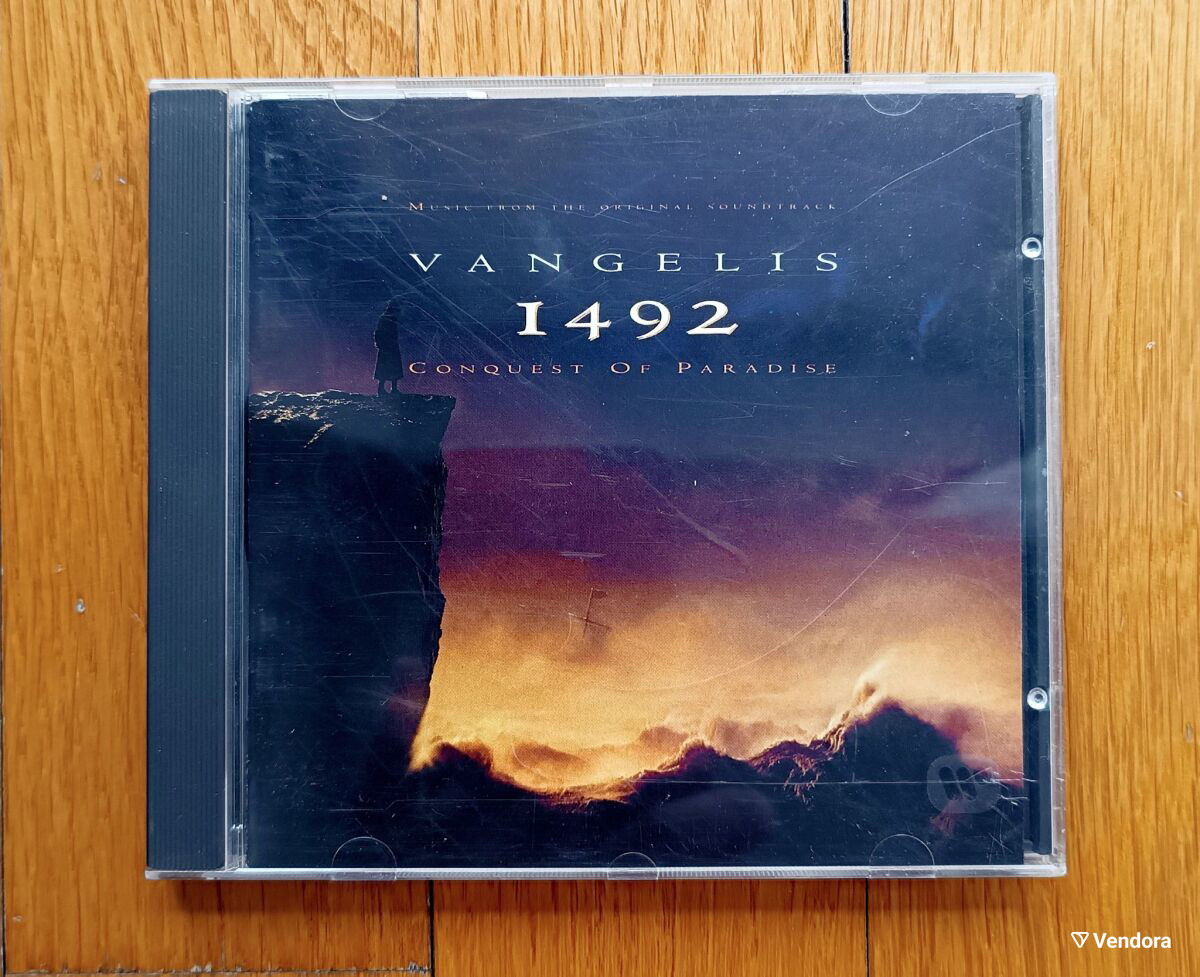 MUSIC FROM THE ORIGINAL SOUNDTRACK
VANGELIS
1492
CONQUEST OF PARADISE
Vendora